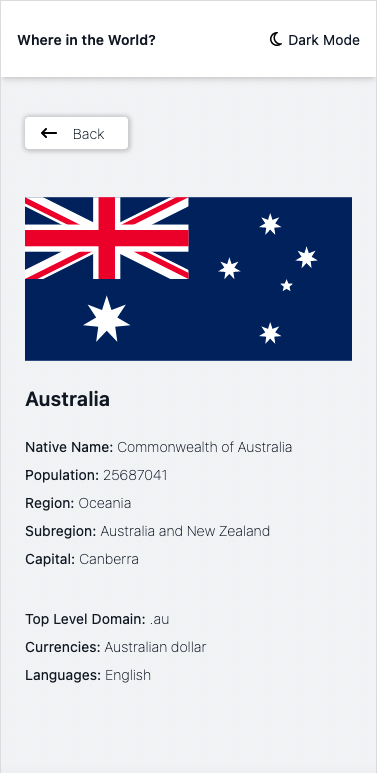 Where in the World?
Dark Mode
Back
Australia
Native Name: Commonwealth of Australia
Population: 25687041
Region: Oceania
Subregion: Australia and New Zealand
Capital: Canberra
Top Level Domain: .au
Currencies: Australian dollar
Languages: English